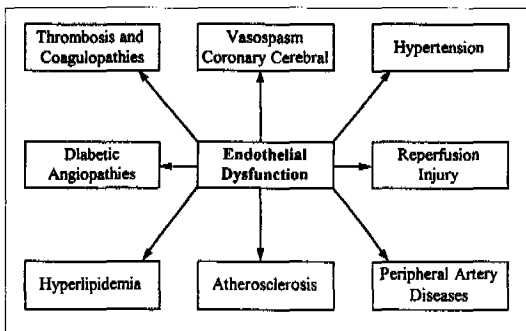 Thrombosis and
Coagulopathies
Vasospasm
Coronary Cerebral
Hypertension
Diabetic
Angiopathies
Endothelial
Dysfunction
Reperfusion
Injury
Hyperlipidemia
Atherosclerosis
Peripheral Artery
Diseases